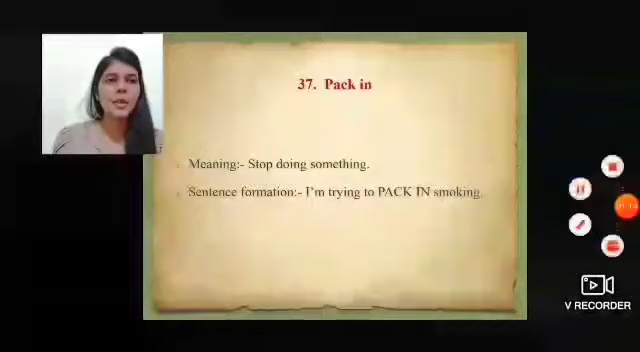 37. Pack in
Meaning:- Stop doing something.
Sentence formation:- I'm trying to PACK IN smoking.
V RECORDER